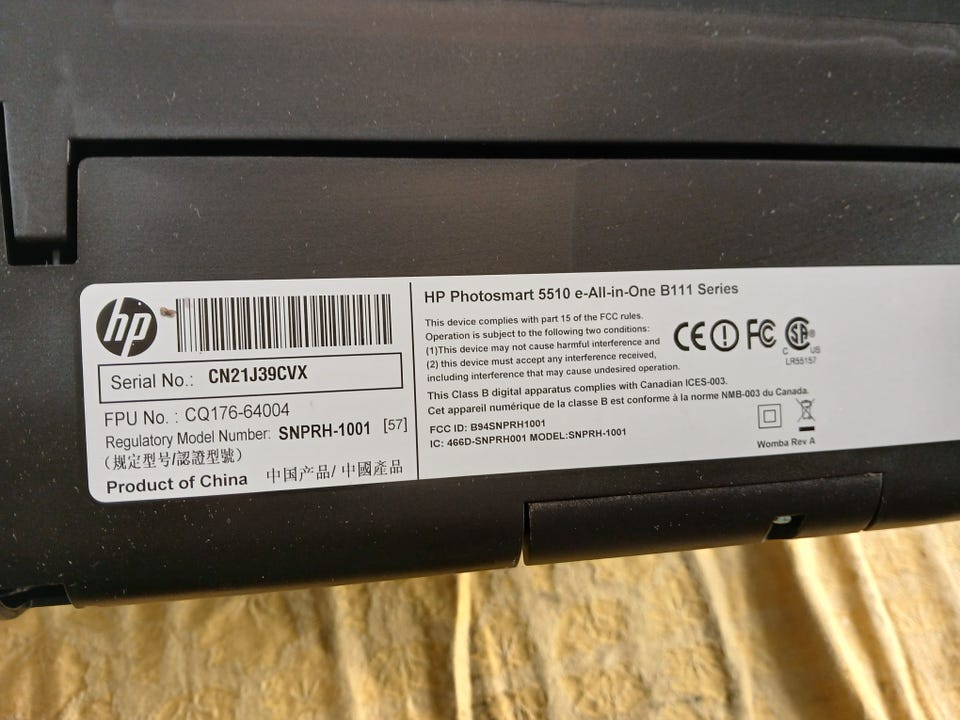 hp
Serial No.: CN21J39CVX
FPU No. : CQ176-64004
Regulatory Model Number: SNPRH-1001 [57]
(规定型号/認證型號)
Product of China 中国产品/ 中國產品
HP Photosmart 5510 e-All-in-One B111 Series
This device complies with part 15 of the FCC rules.
Operation is subject to the following two conditions:
(1)This device may not cause harmful interference and
(2) this device must accept any interference received,
including interference that may cause undesired operation.
This Class B digital apparatus complies with Canadian ICES-003.
Cet appareil numérique de la classe B est conforme à la norme NMB-003 du Canada.
FCC ID: B94SNPRH1001
IC: 466D-SNPRH001 MODEL:SNPRH-1001
CE FC SA®
C US
LR55157
Womba Rev A